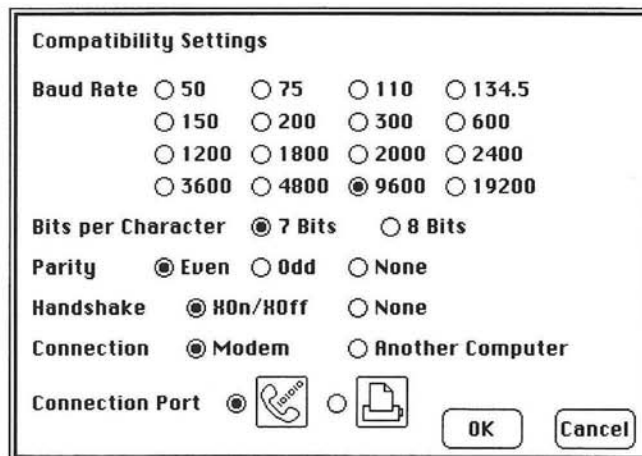 Compatibility Settings
Baud Rate 50 75 110 134.5
150 200 300 600
1200 1800 2000 2400
3600 4800 9600 19200
Bits per Character 7 Bits 8 Bits
Parity Even Odd None
Handshake XOn/XOff None
Connection Modem Another Computer
Connection Port
OK Cancel